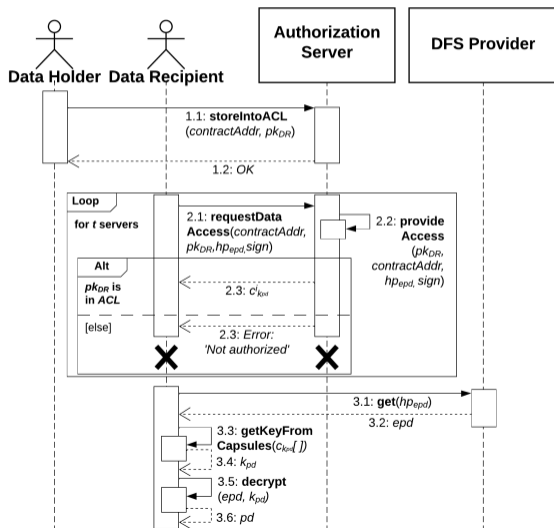 Authorization
Server
DFS Provider
Data Holder
Data Recipient
1.1: storeIntoACL
(contractAddr, pkDR)
1.2: OK
Loop
for t servers
2.1: requestData
Access(contractAddr,
pkDR,hpepd,sign)
2.2: provide
Access
(pkDR,
contractAddr,
hpepd, sign)
Alt
pkDR is
in ACL
2.3: cikpd
[else]
2.3: Error:
'Not authorized'
3.1: get(hpepd)
3.2: epd
3.3: getKeyFrom
Capsules(ckpd[ ])
3.4: kpd
3.5: decrypt
(epd, kpd)
3.6: pd